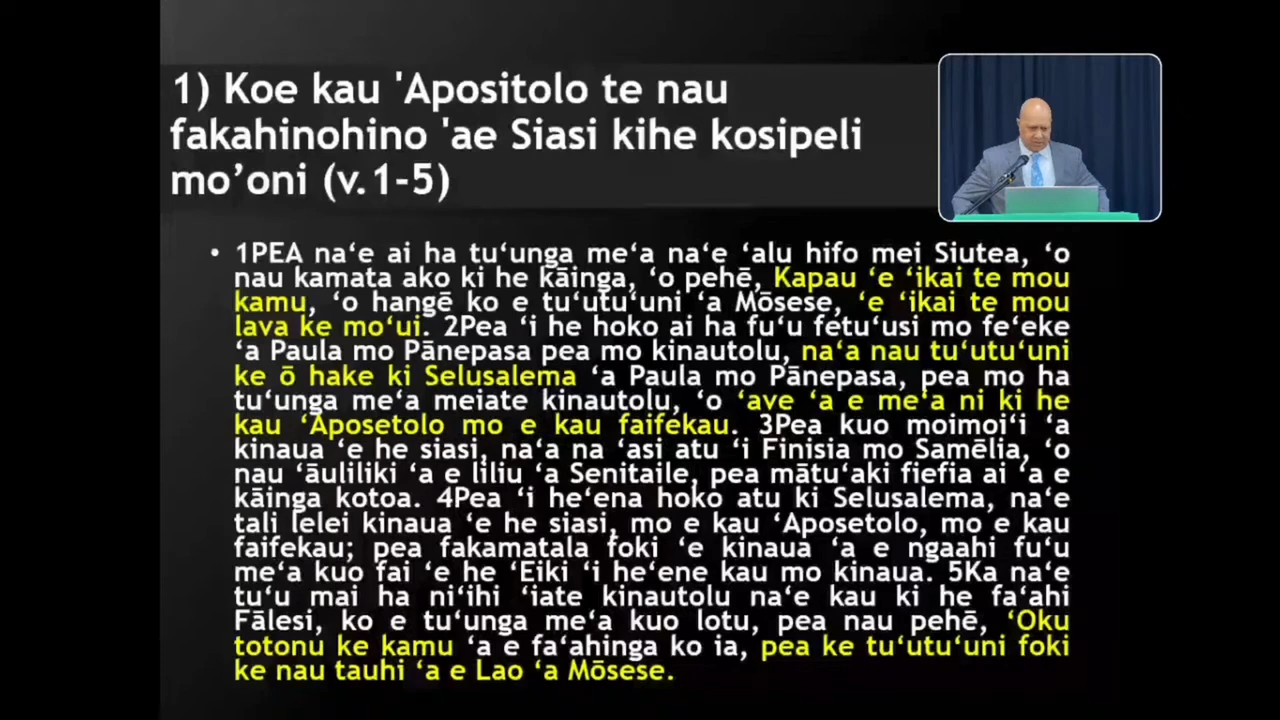 1) Koe kau 'Apositolo te nau
fakahinohino 'ae Siasi kihe kosipeli
mo’oni (v.1-5)
• 1PEA na‘e ai ha tu‘unga me‘a na‘e ‘alu hifo mei Siutea, ‘o
nau kamata ako ki he kāinga, ‘o pehē, Kapau ‘e ‘ikai te mou
kamu, ‘o hangē ko e tu‘utu‘uni ‘a Mōsese, ‘e ‘ikai te mou
lava ke mo‘ui. 2Pea ‘i he hoko ai ha fu‘u fetu‘usi mo fe‘eke
‘a Paula mo Pānepasa pea mo kinautolu, na‘a nau tu‘utu‘uni
ke ō hake ki Selusalema ‘a Paula mo Pānepasa, pea mo ha
tu‘unga me‘a meiate kinautolu, ‘o ‘ave ‘a e me‘a ni ki he
kau ‘Aposetolo mo e kau faifekau. 3Pea kuo moimoi‘i ‘a
kinaua ‘e he siasi, na‘a na ‘asi atu ‘i Finisia mo Samēlia, ‘o
nau ‘āuliliki ‘a e liliu ‘a Senitaile, pea mātu‘aki fiefia ai ‘a e
kāinga kotoa. 4Pea ‘i he‘ena hoko atu ki Selusalema, na‘e
tali lelei kinaua ‘e he siasi, mo e kau ‘Aposetolo, mo e kau
faifekau; pea fakamatala foki ‘e kinaua ‘a e ngaahi fu‘u
me‘a kuo fai ‘e he ‘Eiki ‘i he‘ene kau mo kinaua. 5Ka na‘e
tu‘u mai ha ni‘ihi ‘iate kinautolu na‘e kau ki he fa‘ahi
Fālesi, ko e tu‘unga me‘a kuo lotu, pea nau pehē, ‘Oku
totonu ke kamu ‘a e fa‘ahinga ko ia, pea ke tu‘utu‘uni foki
ke nau tauhi ‘a e Lao ‘a Mōsese.